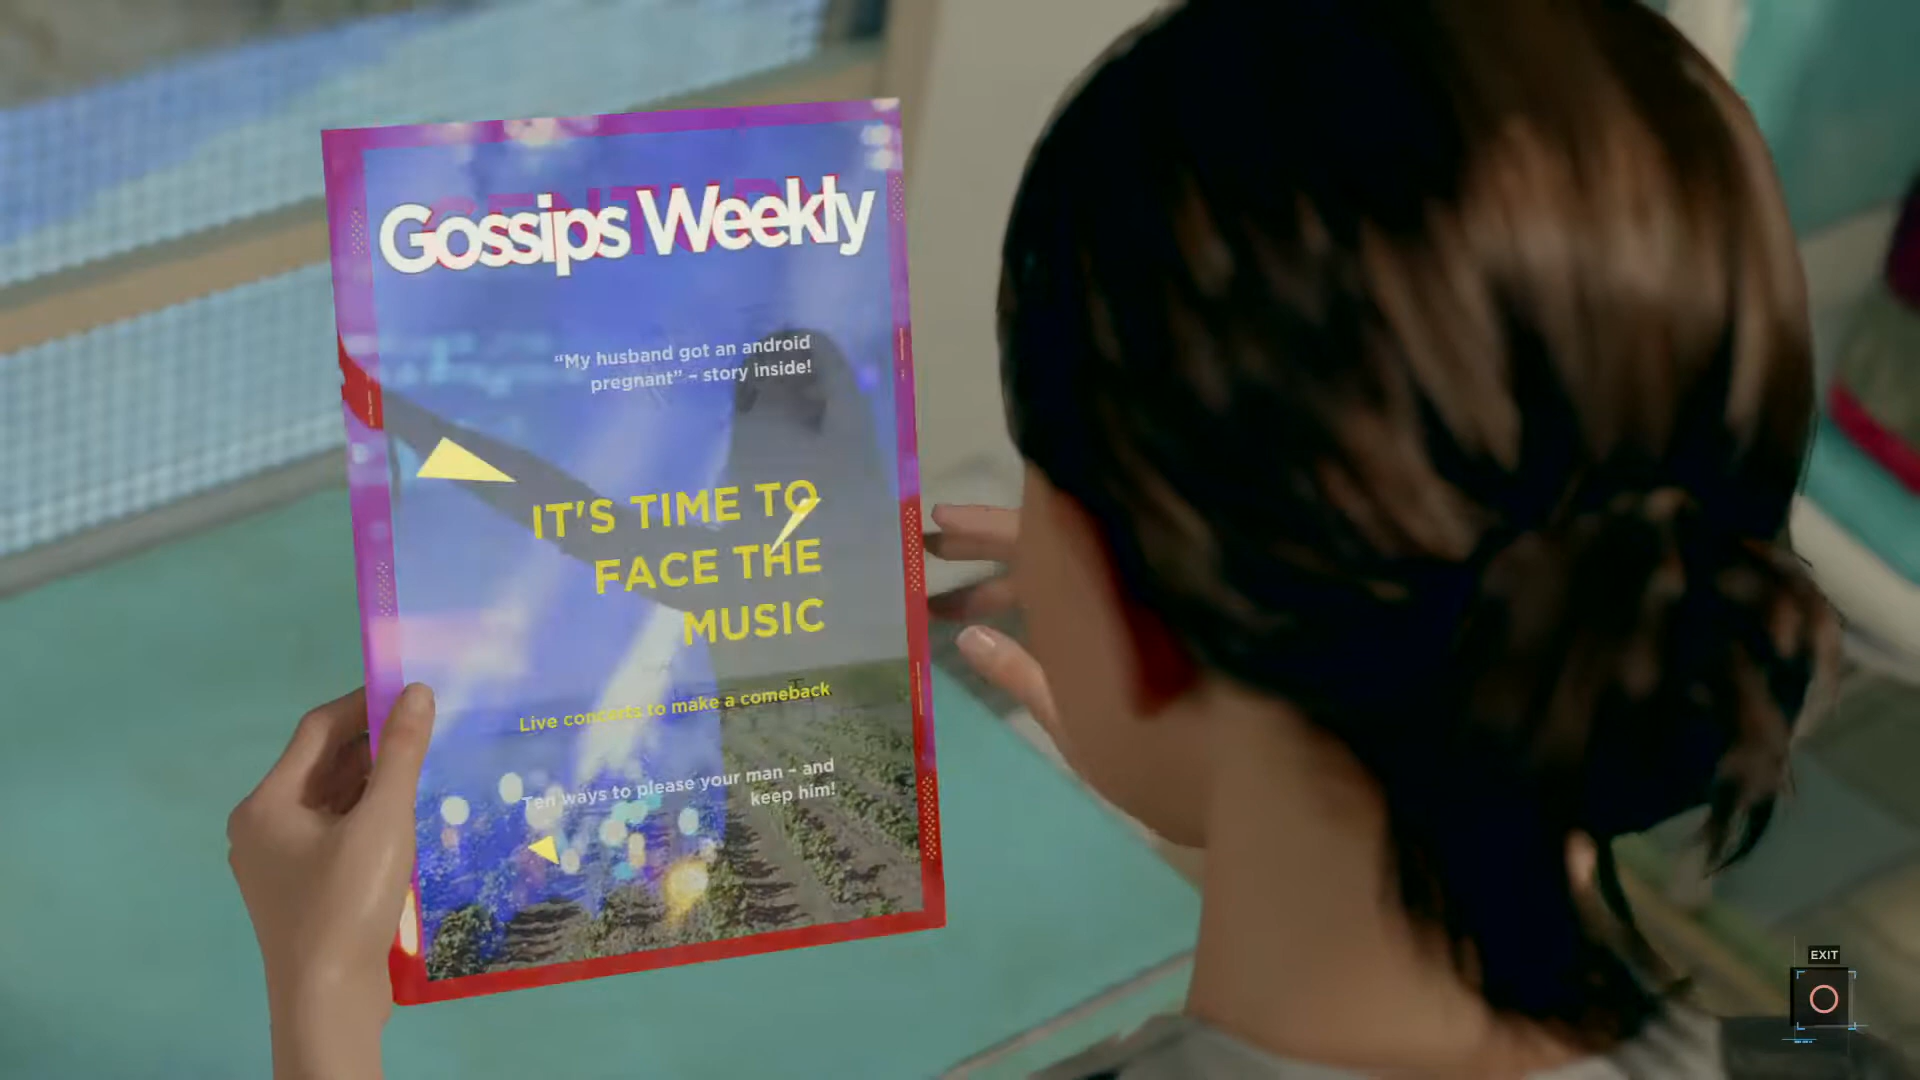 Gossips Weekly
“My husband got an android
pregnant” – story inside!
IT'S TIME TO
FACE THE
MUSIC
Live concerts to make a comeback
Ten ways to please your man – and
keep him!
EXIT